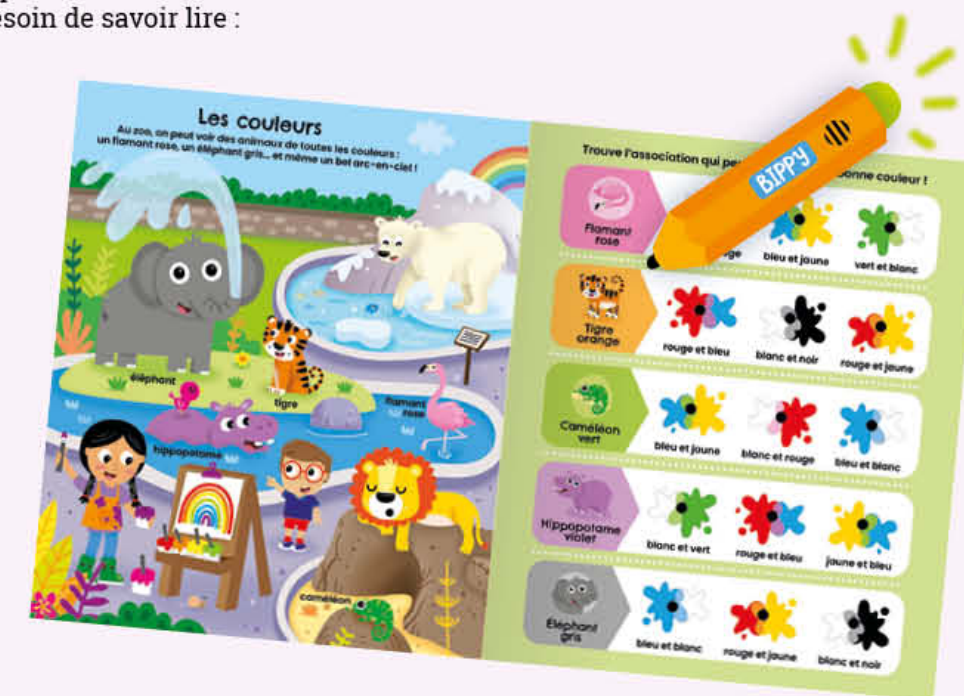 esoin de savoir lire :
Les couleurs
Au zoo, on peut voir des animaux de toutes les couleurs :
un flamant rose, un éléphant gris... et même un bel arc-en-ciel !
éléphant
tigre
flamant
rose
hippopotame
caméléon
Trouve l'association qui
onne couleur !
BIPPY
Flamant
rose
bleu et jaune
vert et blanc
Tigre
orange
rouge et bleu
blanc et noir
rouge et jaune
Caméléon
vert
bleu et jaune
blanc et rouge
bleu et blanc
Hippopotame
violet
blanc et vert
rouge et bleu
jaune et bleu
Éléphant
gris
bleu et blanc
rouge et jaune
blanc et noir